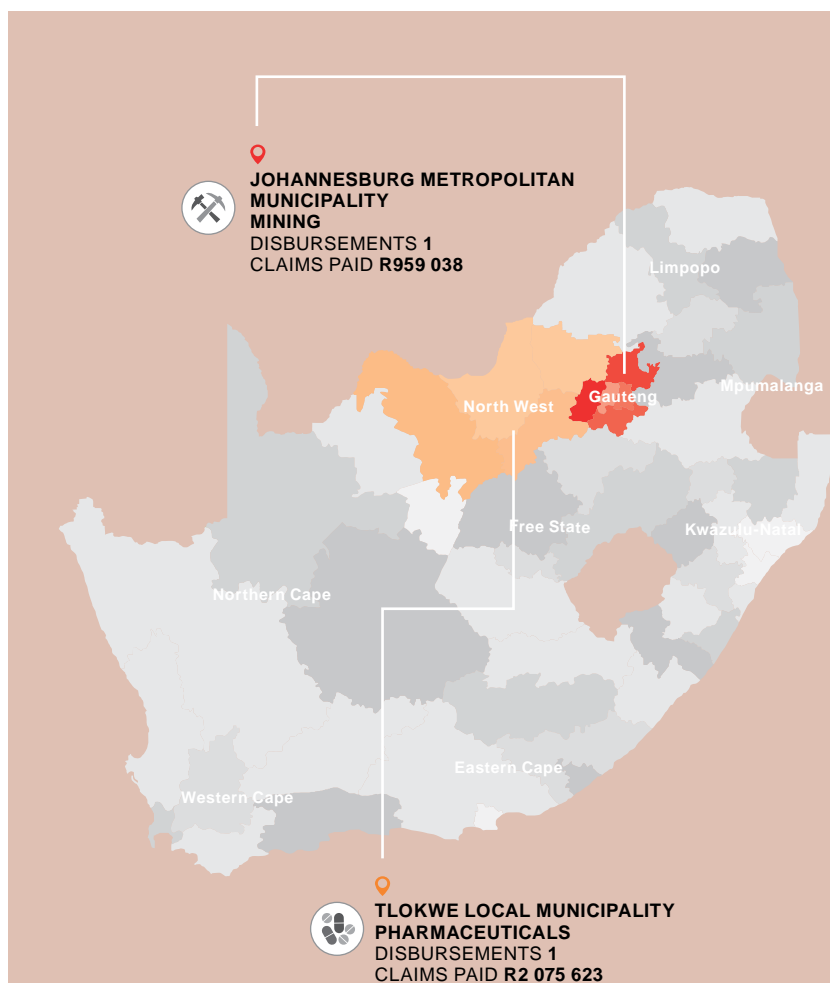 JOHANNESBURG METROPOLITAN
MUNICIPALITY
MINING
DISBURSEMENTS 1
CLAIMS PAID R959 038
Limpopo
Mpumalanga
Gauteng
North West
Free State
Kwazulu-Natal
Northern Cape
Eastern Cape
Western Cape
TLOKWE LOCAL MUNICIPALITY
PHARMACEUTICALS
DISBURSEMENTS 1
CLAIMS PAID R2 075 623